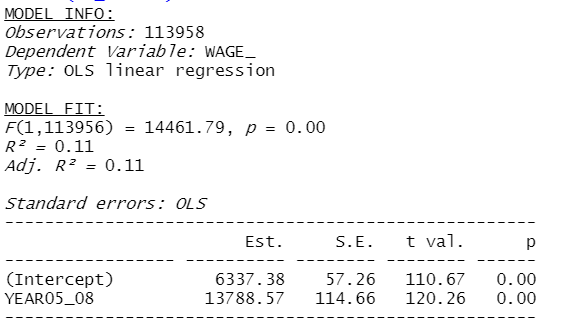 MODEL INFO:
Observations: 113958
Dependent Variable: WAGE_
Type: OLS linear regression
MODEL FIT:
F(1,113956) = 14461.79, p = 0.00
R² = 0.11
Adj. R² = 0.11
Standard errors: OLS
Est. S.E. t val. p
(Intercept) 6337.38 57.26 110.67 0.00
YEAR05_08 13788.57 114.66 120.26 0.00